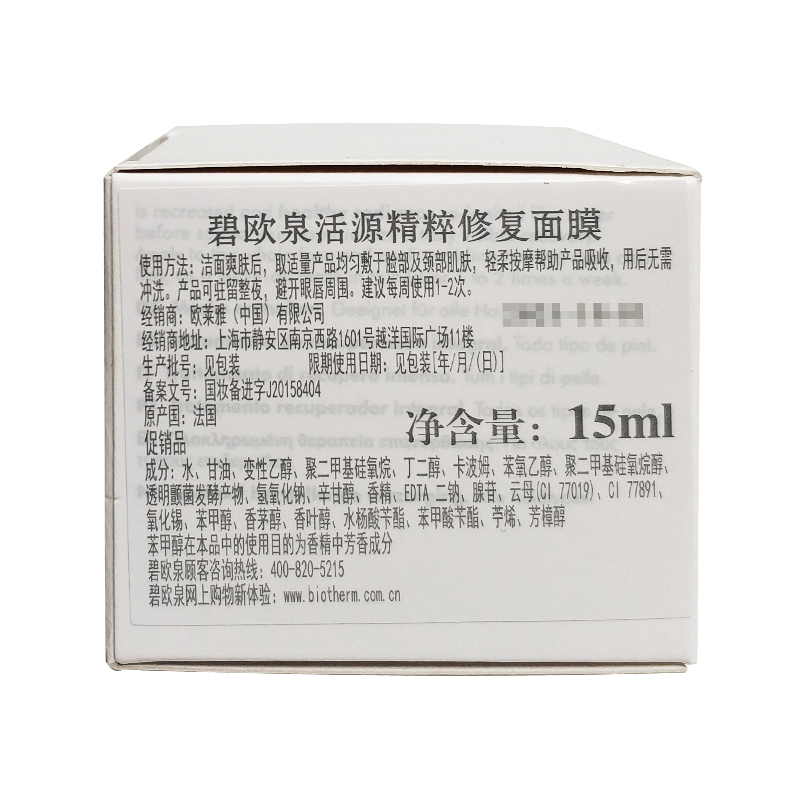 碧欧泉活源精粹修复面膜
使用方法：洁面爽肤后，取适量产品均匀敷于脸部及颈部肌肤，轻柔按摩帮助产品吸收，用后无需
冲洗。产品可驻留整夜，避开眼唇周围。建议每周使用1-2次。
经销商：欧莱雅（中国）有限公司
经销商地址：上海市静安区南京西路1601号越洋国际广场11楼
生产批号：见包装 限期使用日期：见包装[年/月/(日)]
备案文号：国妆备进字J20158404
原产国：法国
净含量：15ml
促销品
成分：水、甘油、变性乙醇、聚二甲基硅氧烷、丁二醇、卡波姆、苯氧乙醇、聚二甲基硅氧烷醇、
透明颤菌发酵产物、氢氧化钠、辛甘醇、香精、EDTA 二钠、腺苷、云母(CI 77019)、CI 77891、
氧化锡、苯甲醇、香茅醇、香叶醇、水杨酸苄酯、苯甲酸苄酯、苧烯、芳樟醇
苯甲醇在本品中的使用目的为香精中芳香成分
碧欧泉顾客咨询热线：400-820-5215
碧欧泉网上购物新体验：www.biotherm.com.cn